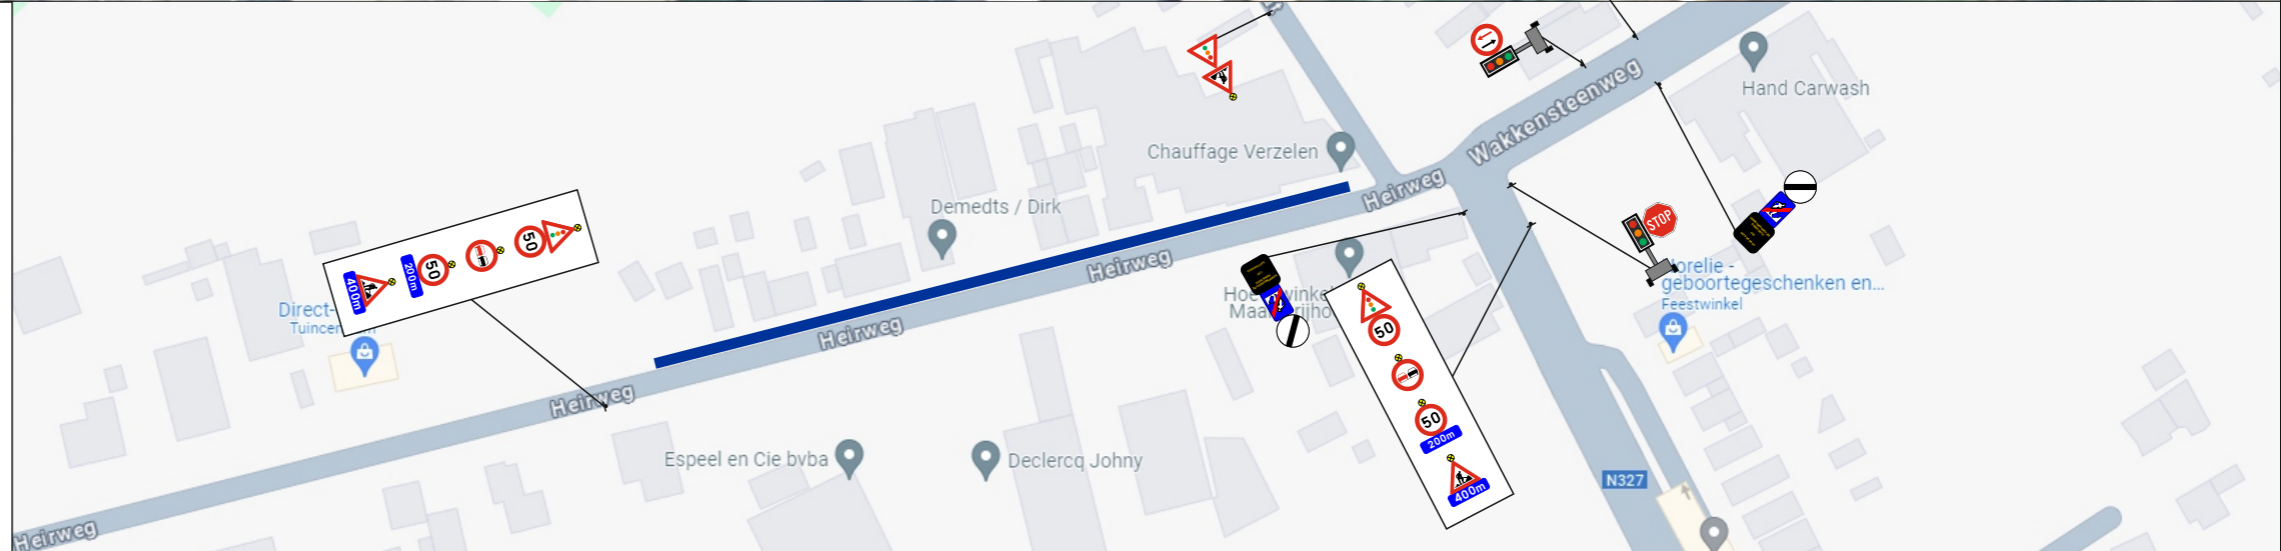 Hand Carwash
Wakkensteenweg
Chauffage Verzelen
Heirweg
Demedts / Dirk
Heirweg
Heirweg
Heirweg
Heirweg
400m
200m
50
50
Direct-
Tuincen
STOP
50
50
200m
400m
geboortegeschenken en...
Feestwinkel
Espeel en Cie bvba
Declercq Johny
N327